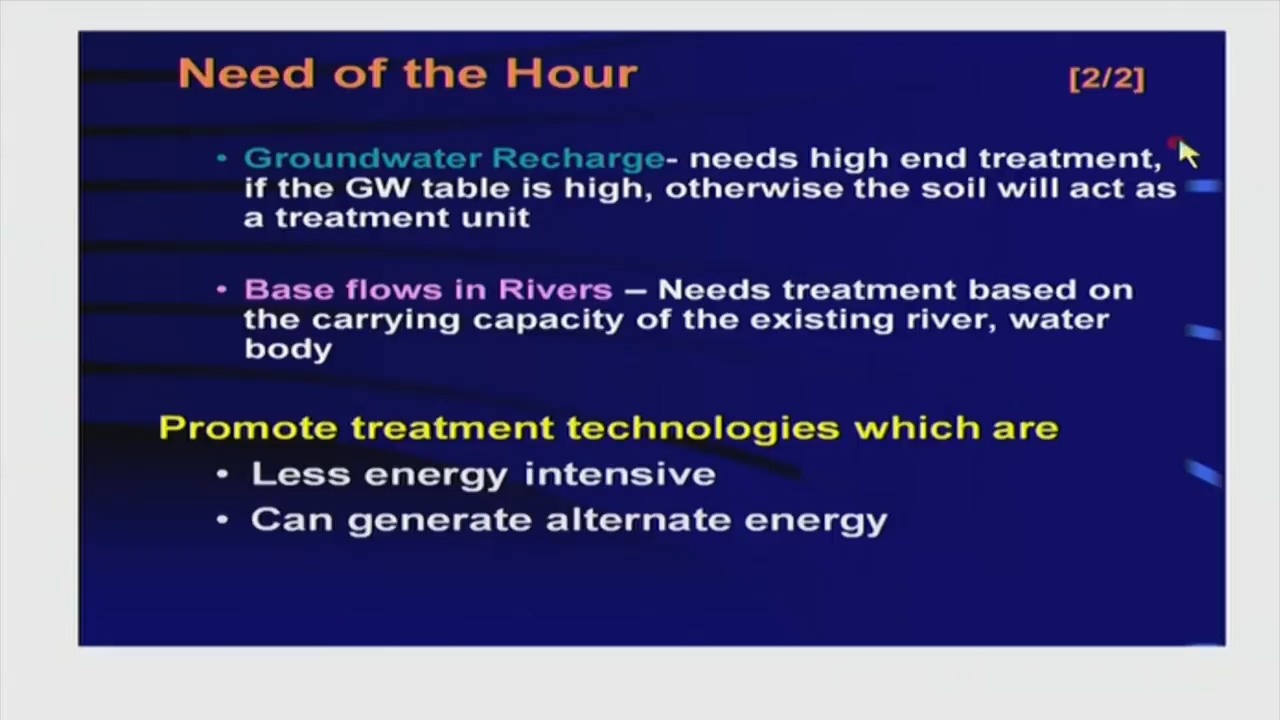 Need of the Hour [2/2]
• Groundwater Recharge- needs high end treatment,
if the GW table is high, otherwise the soil will act as
a treatment unit
• Base flows in Rivers – Needs treatment based on
the carrying capacity of the existing river, water
body
Promote treatment technologies which are
• Less energy intensive
• Can generate alternate energy